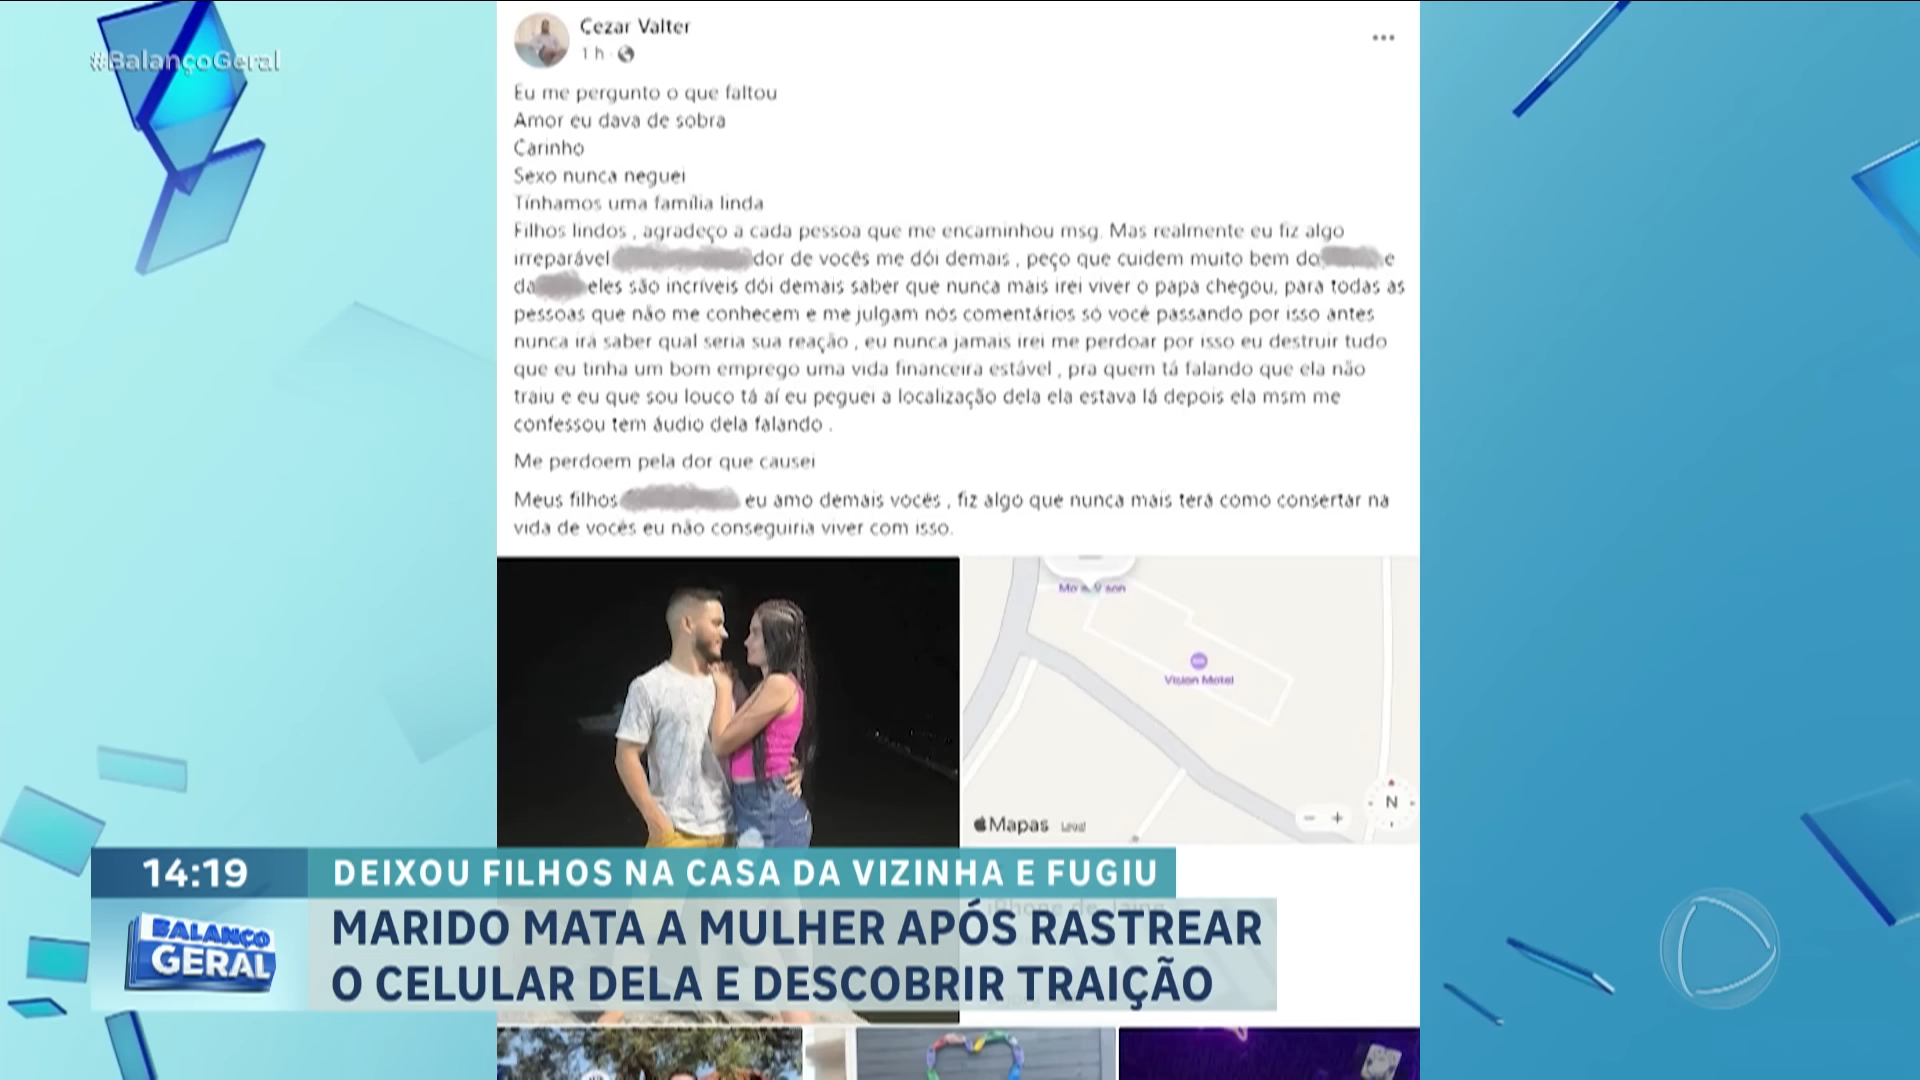 #BalançoGeral
Cezar Valter
1 h
Eu me pergunto o que faltou
Amor eu dava de sobra
Carinho
Sexo nunca neguei
Tínhamos uma família linda
Filhos lindos , agradeço a cada pessoa que me encaminhou msg. Mas realmente eu fiz algo
irreparável dor de vocês me dói demais , peço que cuidem muito bem do e
da eles são incríveis dói demais saber que nunca mais irei viver o papa chegou, para todas as
pessoas que não me conhecem e me julgam nos comentários só você passando por isso antes
nunca irá saber qual seria sua reação , eu nunca jamais irei me perdoar por isso eu destruir tudo
que eu tinha um bom emprego uma vida financeira estável , pra quem tá falando que ela não
traiu e eu que sou louco tá aí eu peguei a localização dela ela estava lá depois ela msm me
confessou tem áudio dela falando .
Me perdoem pela dor que causei
Meus filhos eu amo demais vocês , fiz algo que nunca mais terá como consertar na
vida de vocês eu não conseguiria viver com isso.
Vision Motel
Mapas Legal
N
14:19
DEIXOU FILHOS NA CASA DA VIZINHA E FUGIU
BALANÇO
GERAL
MARIDO MATA A MULHER APÓS RASTREAR
O CELULAR DELA E DESCOBRIR TRAIÇÃO